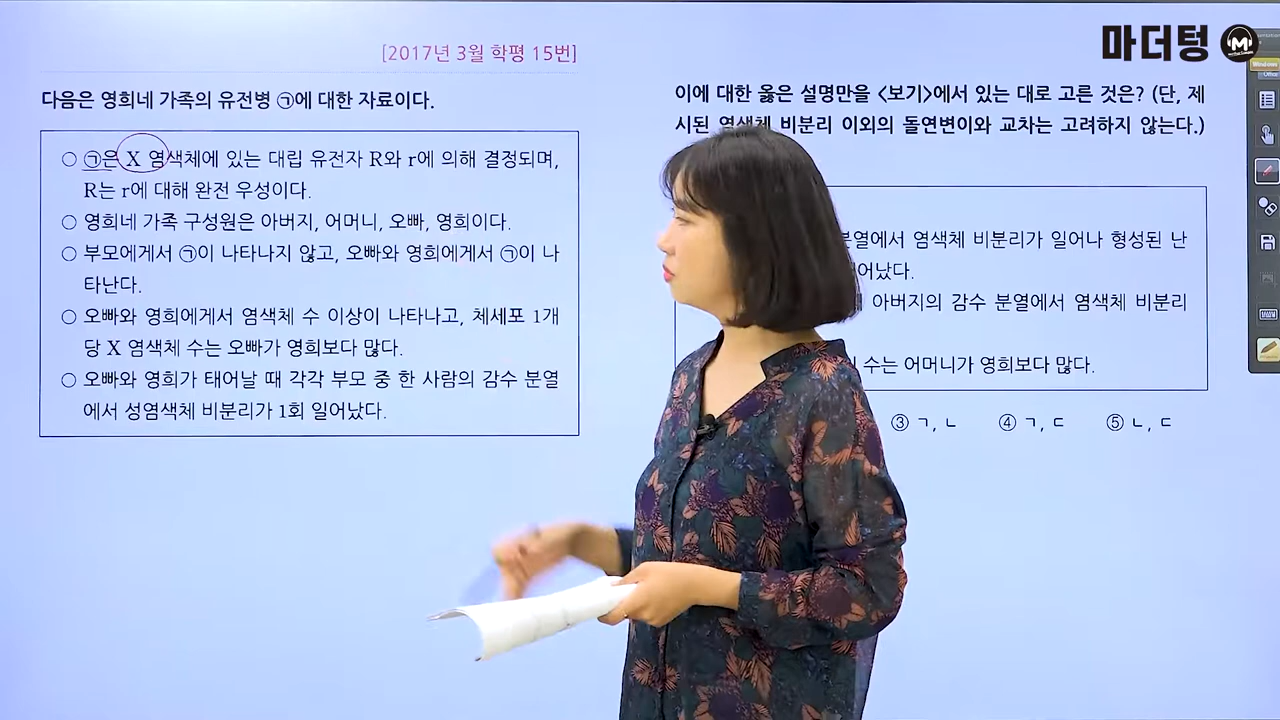 마더텅
[2017년 3월 학평 15번]
다음은 영희네 가족의 유전병 ㉠에 대한 자료이다.
○ ㉠은 X 염색체에 있는 대립 유전자 R와 r에 의해 결정되며,
R는 r에 대해 완전 우성이다.
○ 영희네 가족 구성원은 아버지, 어머니, 오빠, 영희이다.
○ 부모에게서 ㉠이 나타나지 않고, 오빠와 영희에게서 ㉠이 나
타난다.
○ 오빠와 영희에게서 염색체 수 이상이 나타나고, 체세포 1개
당 X 염색체 수는 오빠가 영희보다 많다.
○ 오빠와 영희가 태어날 때 각각 부모 중 한 사람의 감수 분열
에서 성염색체 비분리가 1회 일어났다.
이에 대한 옳은 설명만을 <보기>에서 있는 대로 고른 것은? (단, 제
시된 염색체 비분리 이외의 돌연변이와 교차는 고려하지 않는다.)
분열에서 염색체 비분리가 일어나 형성된 난
어났다.
아버지의 감수 분열에서 염색체 비분리
수는 어머니가 영희보다 많다.
③ ㄱ, ㄴ ④ ㄱ, ㄷ ⑤ ㄴ, ㄷ